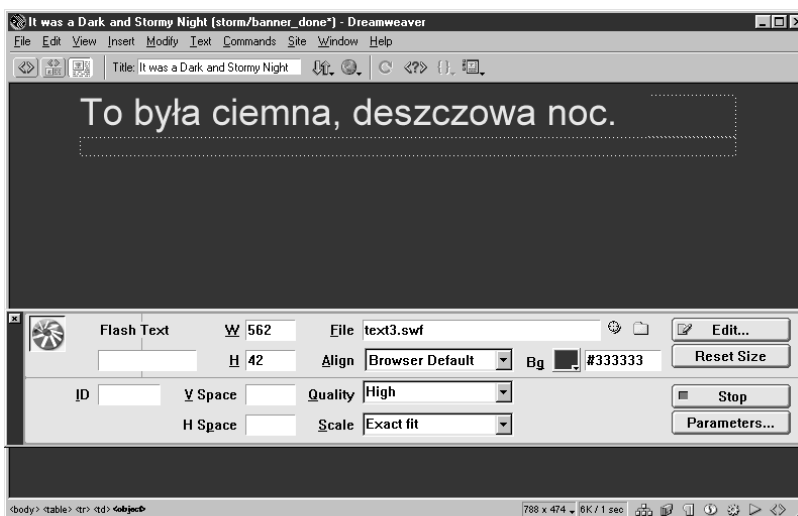 It was a Dark and Stormy Night (storm/banner_done*) - Dreamweaver
File Edit View Insert Modify Text Commands Site Window Help
Title: It was a Dark and Stormy Night
To była ciemna, deszczowa noc.
Flash Text W 562 File text3.swf Edit...
H 42 Align Browser Default Bg #333333 Reset Size
ID V Space Quality High Stop
H Space Scale Exact fit Parameters...
<body> <table> <tr> <td> <object> 788 x 474 6K / 1 sec